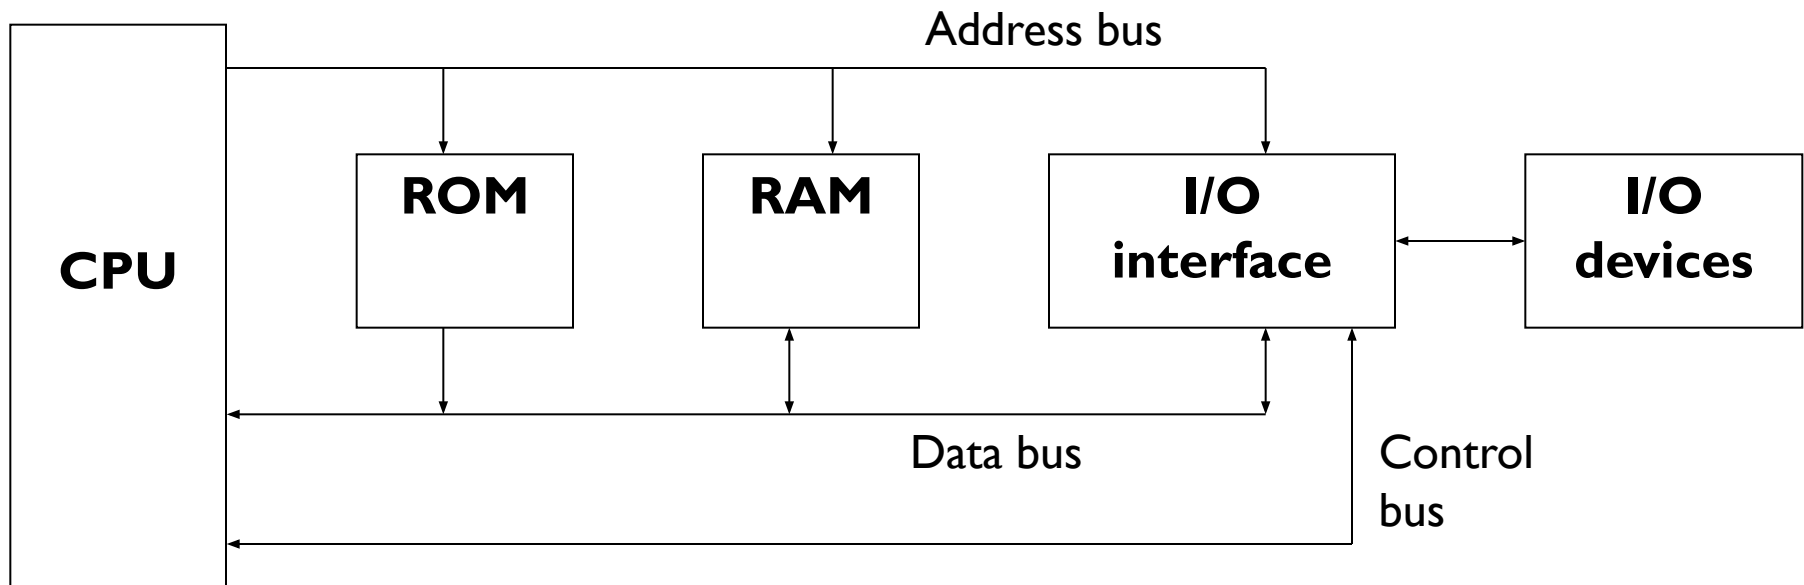 Address bus
ROM
RAM
I/O
interface
I/O
devices
CPU
Data bus
Control
bus